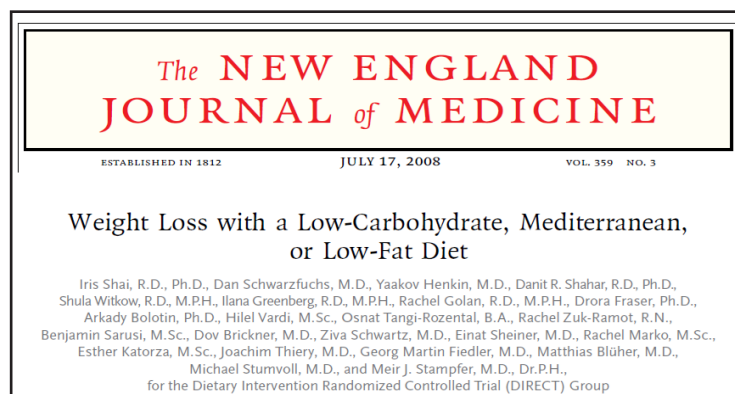 The NEW ENGLAND
JOURNAL of MEDICINE
ESTABLISHED IN 1812 JULY 17, 2008 VOL. 359 NO. 3
Weight Loss with a Low-Carbohydrate, Mediterranean,
or Low-Fat Diet
Iris Shai, R.D., Ph.D., Dan Schwarzfuchs, M.D., Yaakov Henkin, M.D., Danit R. Shahar, R.D., Ph.D.,
Shula Witkow, R.D., M.P.H., Ilana Greenberg, R.D., M.P.H., Rachel Golan, R.D., M.P.H., Drora Fraser, Ph.D.,
Arkady Bolotin, Ph.D., Hilel Vardi, M.Sc., Osnat Tangi-Rozental, B.A., Rachel Zuk-Ramot, R.N.,
Benjamin Sarusi, M.Sc., Dov Brickner, M.D., Ziva Schwartz, M.D., Einat Sheiner, M.D., Rachel Marko, M.Sc.,
Esther Katorza, M.Sc., Joachim Thiery, M.D., Georg Martin Fiedler, M.D., Matthias Blüher, M.D.,
Michael Stumvoll, M.D., and Meir J. Stampfer, M.D., Dr.P.H.,
for the Dietary Intervention Randomized Controlled Trial (DIRECT) Group